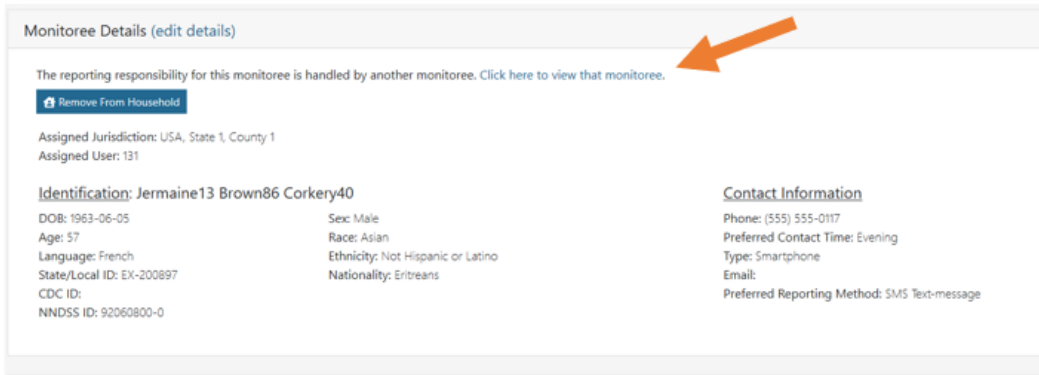 Monitoree Details (edit details)
The reporting responsibility for this monitoree is handled by another monitoree. Click here to view that monitoree.
Remove From Household
Assigned Jurisdiction: USA, State 1, County 1
Assigned User: 131
Identification: Jermaine13 Brown86 Corkery40
DOB: 1963-06-05
Age: 57
Language: French
State/Local ID: EX-200897
CDC ID:
NNDSS ID: 92060800-0
Sex: Male
Race: Asian
Ethnicity: Not Hispanic or Latino
Nationality: Eritreans
Contact Information
Phone: (555) 555-0117
Preferred Contact Time: Evening
Type: Smartphone
Email:
Preferred Reporting Method: SMS Text-message